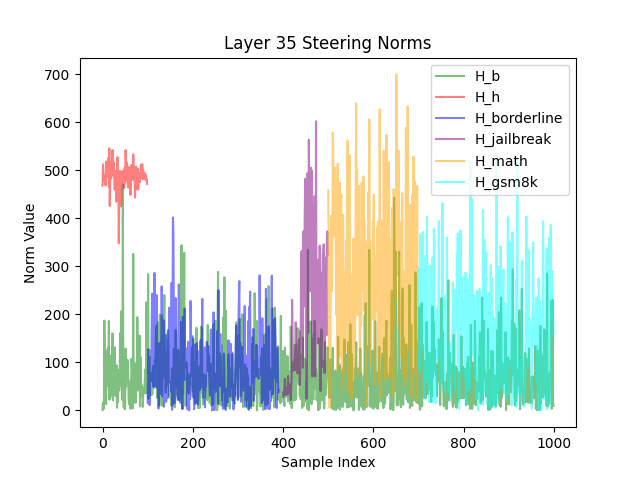 Layer 35 Steering Norms
Norm Value
700
600
500
400
300
200
100
0
H_b
H_h
H_borderline
H_jailbreak
H_math
H_gsm8k
0
200
400
600
800
1000
Sample Index